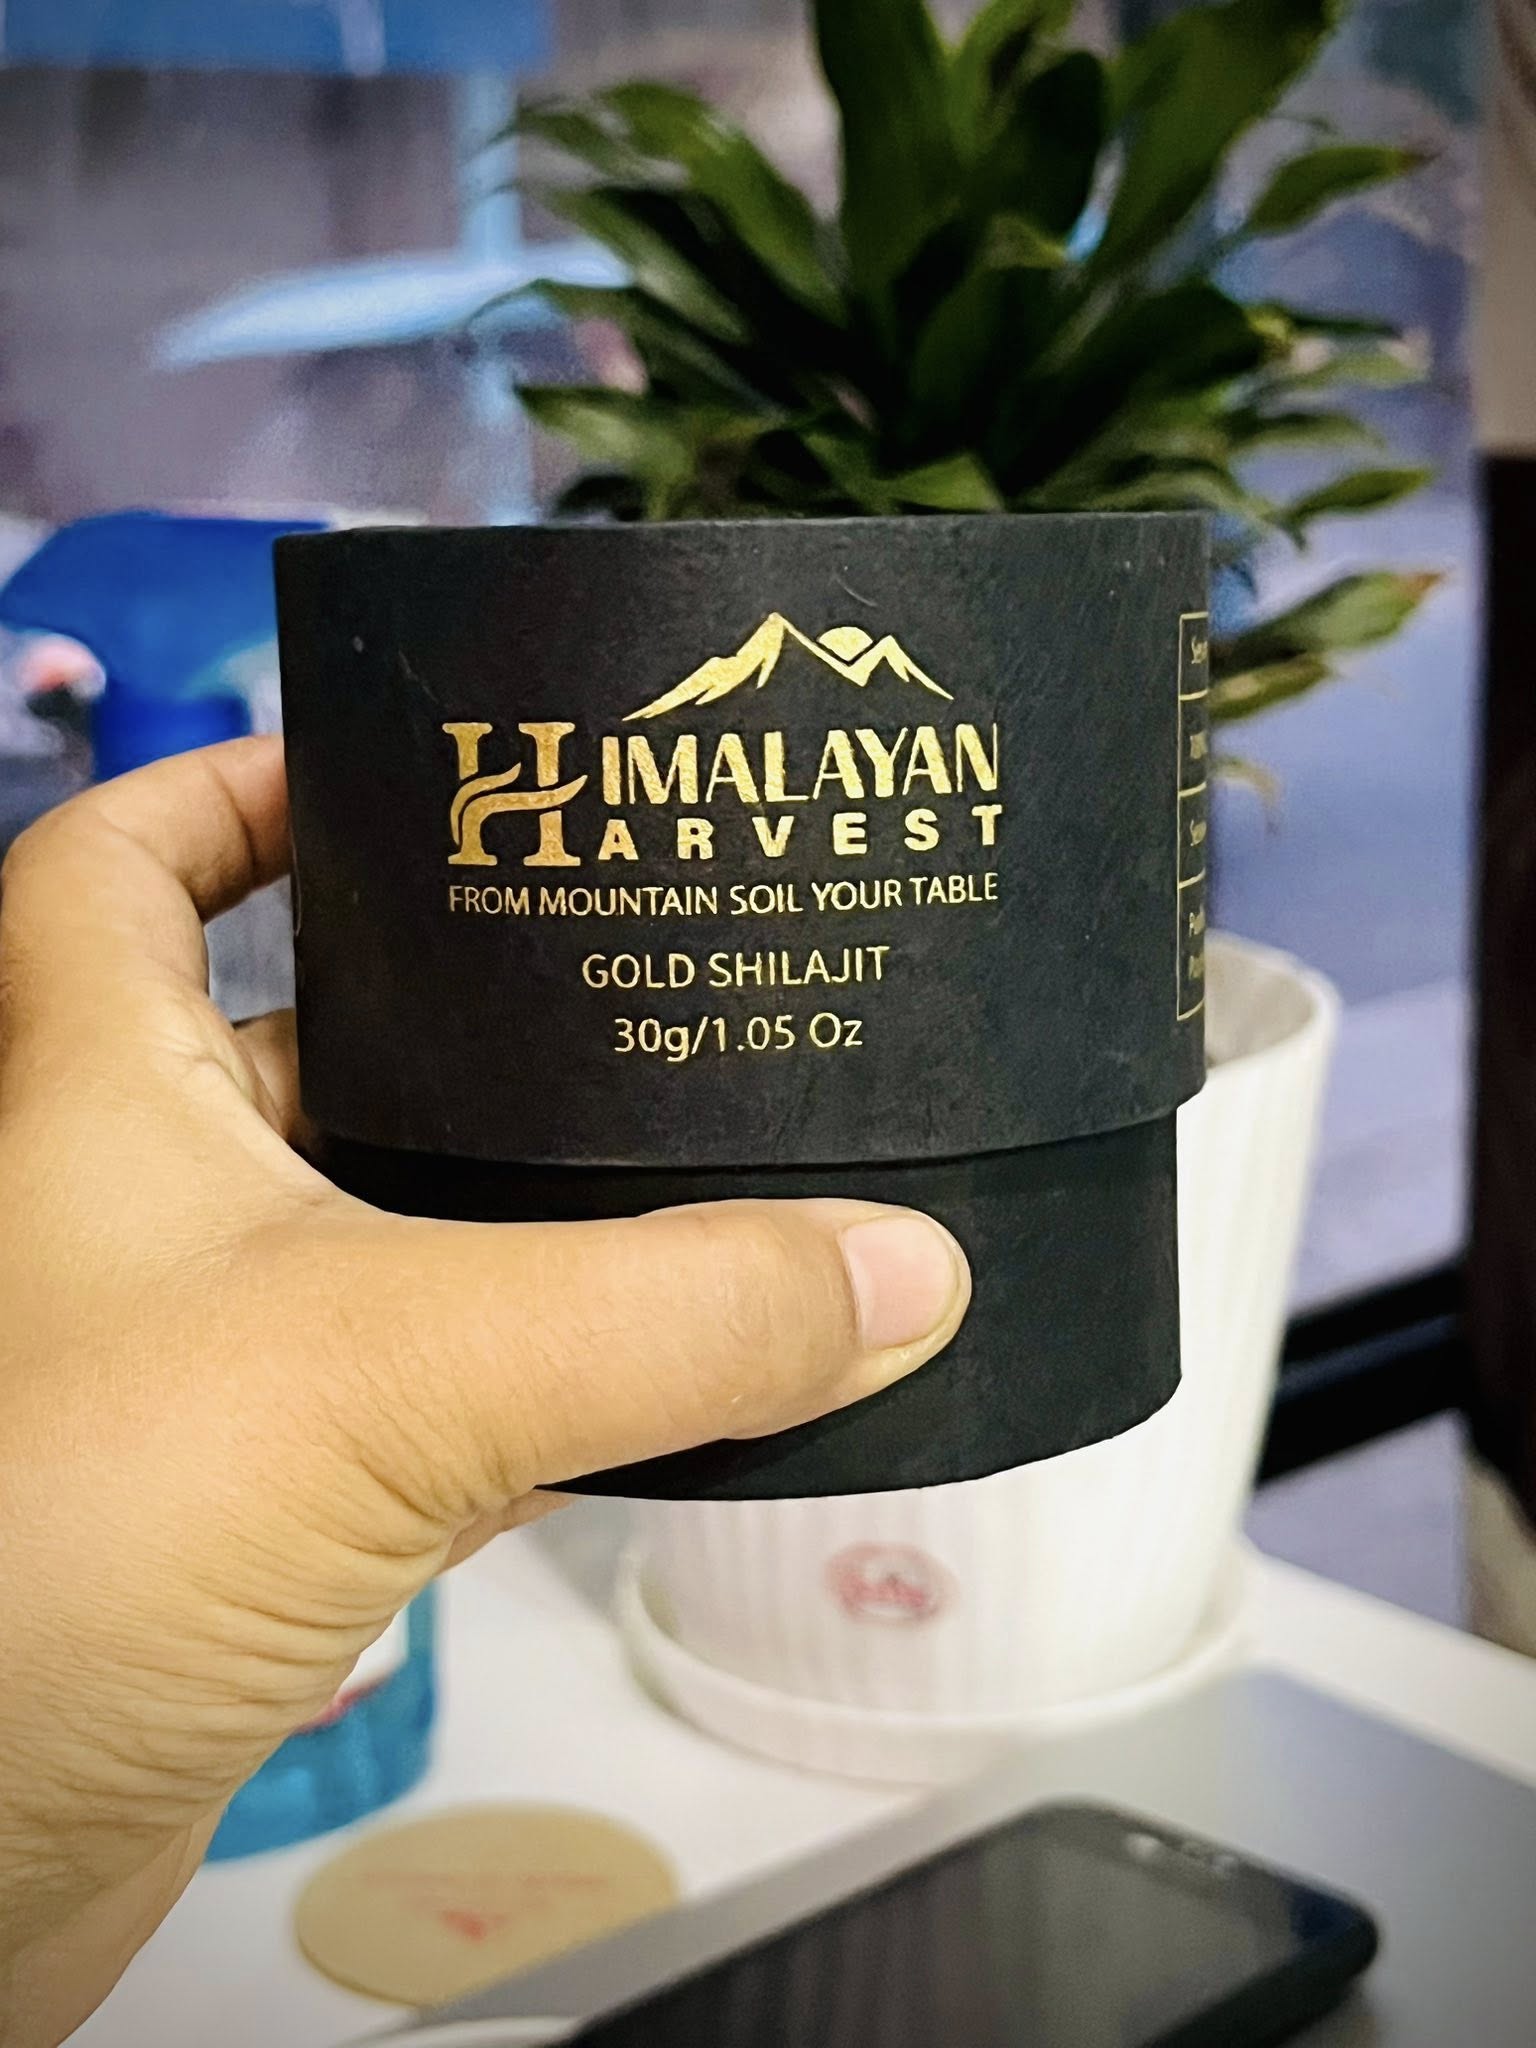 HIMALAYAN
HARVEST
FROM MOUNTAIN SOIL YOUR TABLE
GOLD SHILAJIT
30g/1.05 Oz